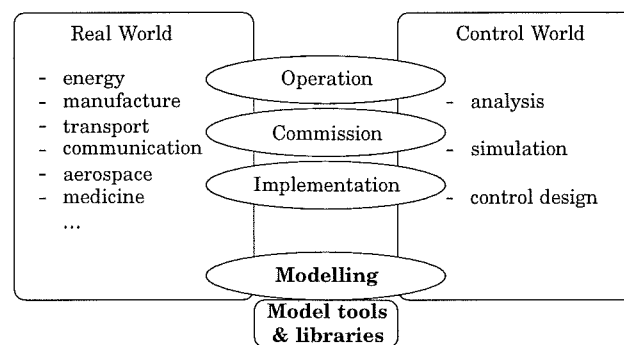 Real World
- energy
- manufacture
- transport
- communication
- aerospace
- medicine
...
Operation
Commission
Implementation
Modelling
Model tools
& libraries
Control World
- analysis
- simulation
- control design